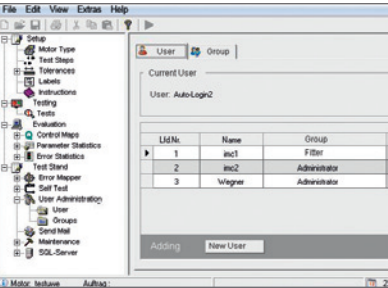 File Edit View Extras Help
Setup
Motor Type
Test Steps
Tolerances
Labels
Instructions
Testing
Tests
Evaluation
Control Maps
Parameter Statistics
Error Statistics
Test Stand
Error Mapper
Self Test
User Administration
User
Groups
Send Mail
Maintenance
SQL-Server
User Group
Current User
User: Auto-Login2
Lfd.Nr. Name Group
1 imc1 Fitter
2 imc2 Administrator
3 Wegner Administrator
Adding New User
Motor: testuwe Auftrag: